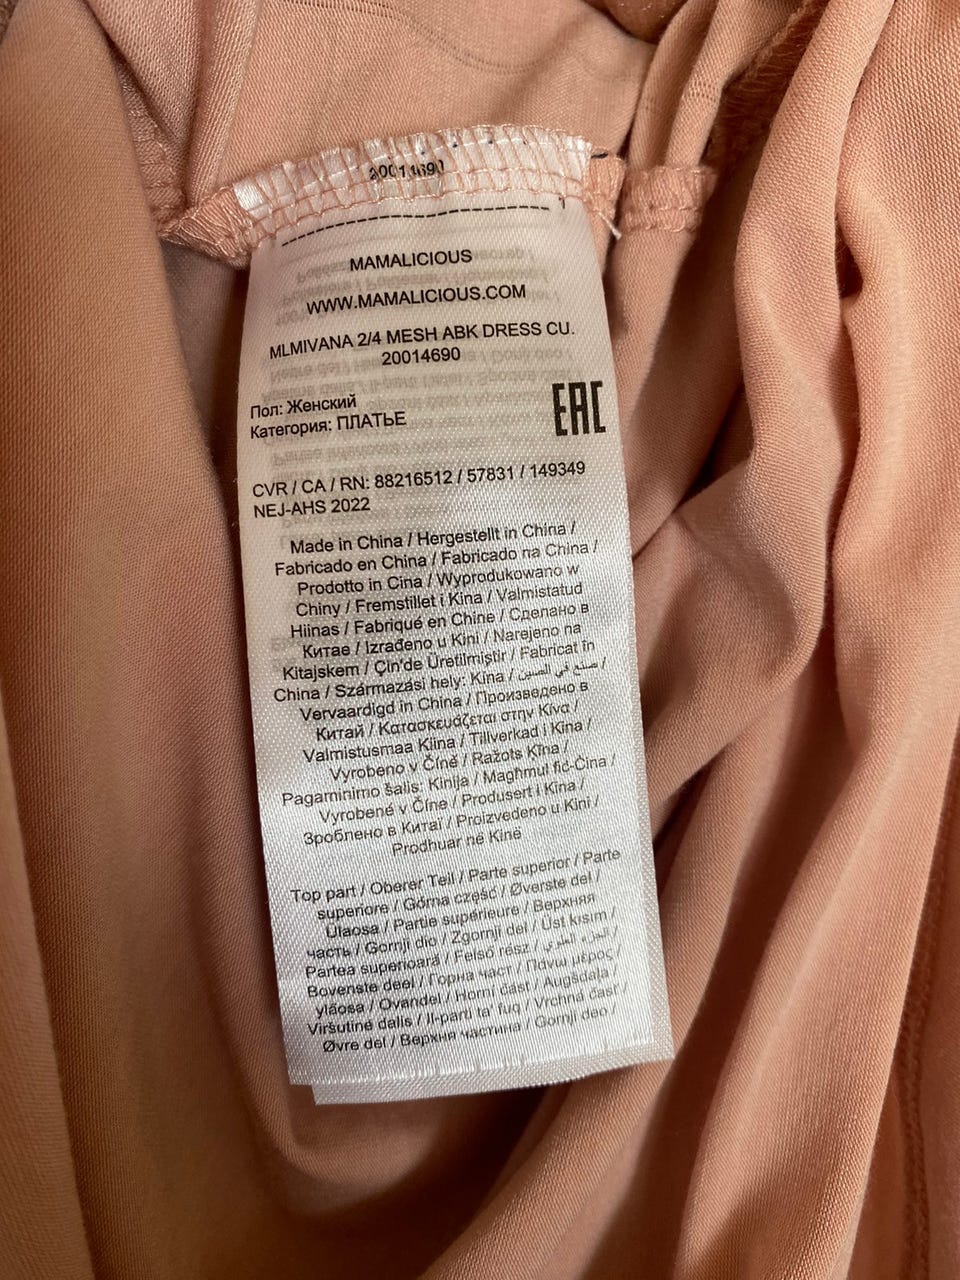 20014690
MAMALICIOUS
WWW.MAMALICIOUS.COM
MLMIVANA 2/4 MESH ABK DRESS CU.
20014690
Пол: Женский
Категория: ПЛАТЬЕ
EAC
CVR / CA / RN: 88216512 / 57831 / 149349
NEJ-AHS 2022
Made in China / Hergestellt in China /
Fabricado en China / Fabricado na China /
Prodotto in Cina / Wyprodukowano w
Chiny / Fremstillet i Kina / Valmistatud
Hiinas / Fabriqué en Chine / Сделано в
Китае / Izrađeno u Kini / Narejeno na
Kitajskem / Çin'de Üretilmiştir / Fabricat în
China / Származási hely: Kína / صنع في الصين /
Vervaardigd in China / Произведено в
Китай / Κατασκευάζεται στην Κίνα /
Valmistusmaa Kiina / Tillverkad i Kina /
Vyrobeno v Číně / Ražots Ķīna /
Pagaminimo šalis: Kinija / Magħmul fiċ-Ċina /
Vyrobené v Číne / Produsert i Kina /
Зроблено в Китаї / Proizvedeno u Kini /
Prodhuar në Kinë
Top part / Oberer Teil / Parte superior / Parte
superiore / Górna część / Øverste del /
Ülaosa / Partie supérieure / Верхняя
часть / Gornji dio / Zgornji del / Üst kısım /
Partea superioară / Felső rész / الجزء العلوي /
Bovenste deel / Горна част / Πάνω μέρος /
yläosa / Ovandel / Horní část / Augšdaļa /
Viršutinė dalis / Il-parti ta' fuq / Vrchná časť /
Øvre del / Верхня частина / Gornji deo /